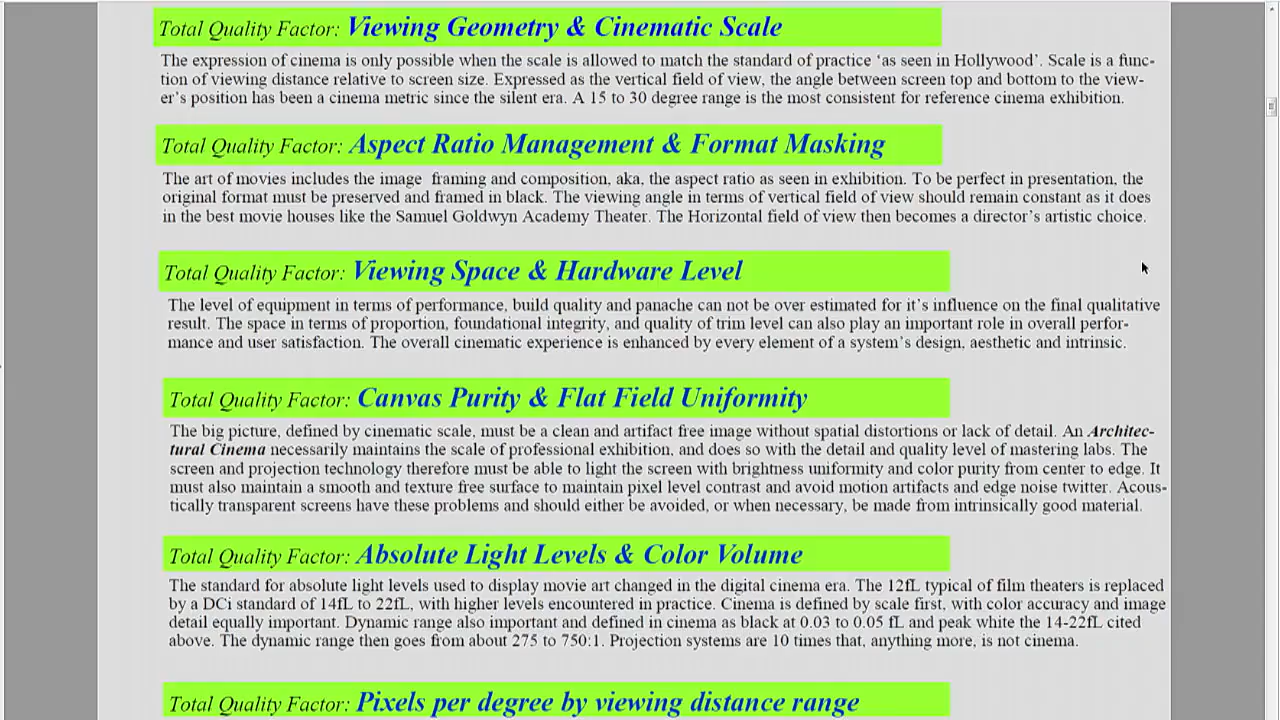 Total Quality Factor: Viewing Geometry & Cinematic Scale
The expression of cinema is only possible when the scale is allowed to match the standard of practice ‘as seen in Hollywood’. Scale is a func-
tion of viewing distance relative to screen size. Expressed as the vertical field of view, the angle between screen top and bottom to the view-
er’s position has been a cinema metric since the silent era. A 15 to 30 degree range is the most consistent for reference cinema exhibition.
Total Quality Factor: Aspect Ratio Management & Format Masking
The art of movies includes the image framing and composition, aka, the aspect ratio as seen in exhibition. To be perfect in presentation, the
original format must be preserved and framed in black. The viewing angle in terms of vertical field of view should remain constant as it does
in the best movie houses like the Samuel Goldwyn Academy Theater. The Horizontal field of view then becomes a director’s artistic choice.
Total Quality Factor: Viewing Space & Hardware Level
The level of equipment in terms of performance, build quality and panache can not be over estimated for it’s influence on the final qualitative
result. The space in terms of proportion, foundational integrity, and quality of trim level can also play an important role in overall perfor-
mance and user satisfaction. The overall cinematic experience is enhanced by every element of a system’s design, aesthetic and intrinsic.
Total Quality Factor: Canvas Purity & Flat Field Uniformity
The big picture, defined by cinematic scale, must be a clean and artifact free image without spatial distortions or lack of detail. An Architec-
tural Cinema necessarily maintains the scale of professional exhibition, and does so with the detail and quality level of mastering labs. The
screen and projection technology therefore must be able to light the screen with brightness uniformity and color purity from center to edge. It
must also maintain a smooth and texture free surface to maintain pixel level contrast and avoid motion artifacts and edge noise twitter. Acous-
tically transparent screens have these problems and should either be avoided, or when necessary, be made from intrinsically good material.
Total Quality Factor: Absolute Light Levels & Color Volume
The standard for absolute light levels used to display movie art changed in the digital cinema era. The 12fL typical of film theaters is replaced
by a DCi standard of 14fL to 22fL, with higher levels encountered in practice. Cinema is defined by scale first, with color accuracy and image
detail equally important. Dynamic range also important and defined in cinema as black at 0.03 to 0.05 fL and peak white the 14-22fL cited
above. The dynamic range then goes from about 275 to 750:1. Projection systems are 10 times that, anything more, is not cinema.
Total Quality Factor: Pixels per degree by viewing distance range